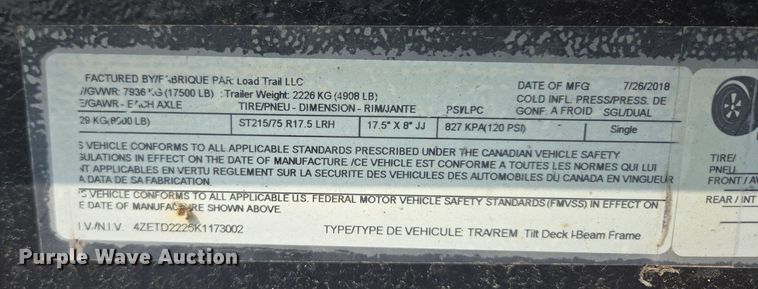 FACTURED BY/FABRIQUE PAR: Load Trail LLC
DATE OF MFG 7/26/2018
/GVWR: 7936 KG (17500 LB) Trailer Weight: 2226 KG (4908 LB)
COLD INFL. PRESS/PRESS. DE
E/GAWR - EACH AXLE TIRE/PNEU - DIMENSION - RIM/JANTE PSI/LPC GONF. A FROID SGL/DUAL
29 KG(8500 LB) ST215/75 R17.5 LRH 17.5" X 8" JJ 827 KPA(120 PSI) Single
S VEHICLE CONFORMS TO ALL APPLICABLE STANDARDS PRESCRIBED UNDER THE CANADIAN VEHICLE SAFETY
GULATIONS IN EFFECT ON THE DATE OF MANUFACTURE /CE VEHICLE EST CONFORME A TOUTES LES NORMES QUI LUI
NT APPLICABLES EN VERTU REGLEMENT SUR LA SECURITE DES VEHICULES DES AUTOMOBILES DU CANADA EN VINGUEUR
A DATA DE SA FABRICATION.
S VEHICLE CONFORMS TO ALL APPLICABLE U.S. FEDERAL MOTOR VEHICLE SAFETY STANDARDS (FMVSS) IN EFFECT ON
E DATE OF MANUFACTURE SHOWN ABOVE.
I.V./N.I.V. 4ZETD2226K1173002 TYPE/TYPE DE VEHICULE: TRA/REM Tilt Deck I-Beam Frame
TIRE/
PNEU
FRONT / AV
REAR / INT
Purple Wave Auction